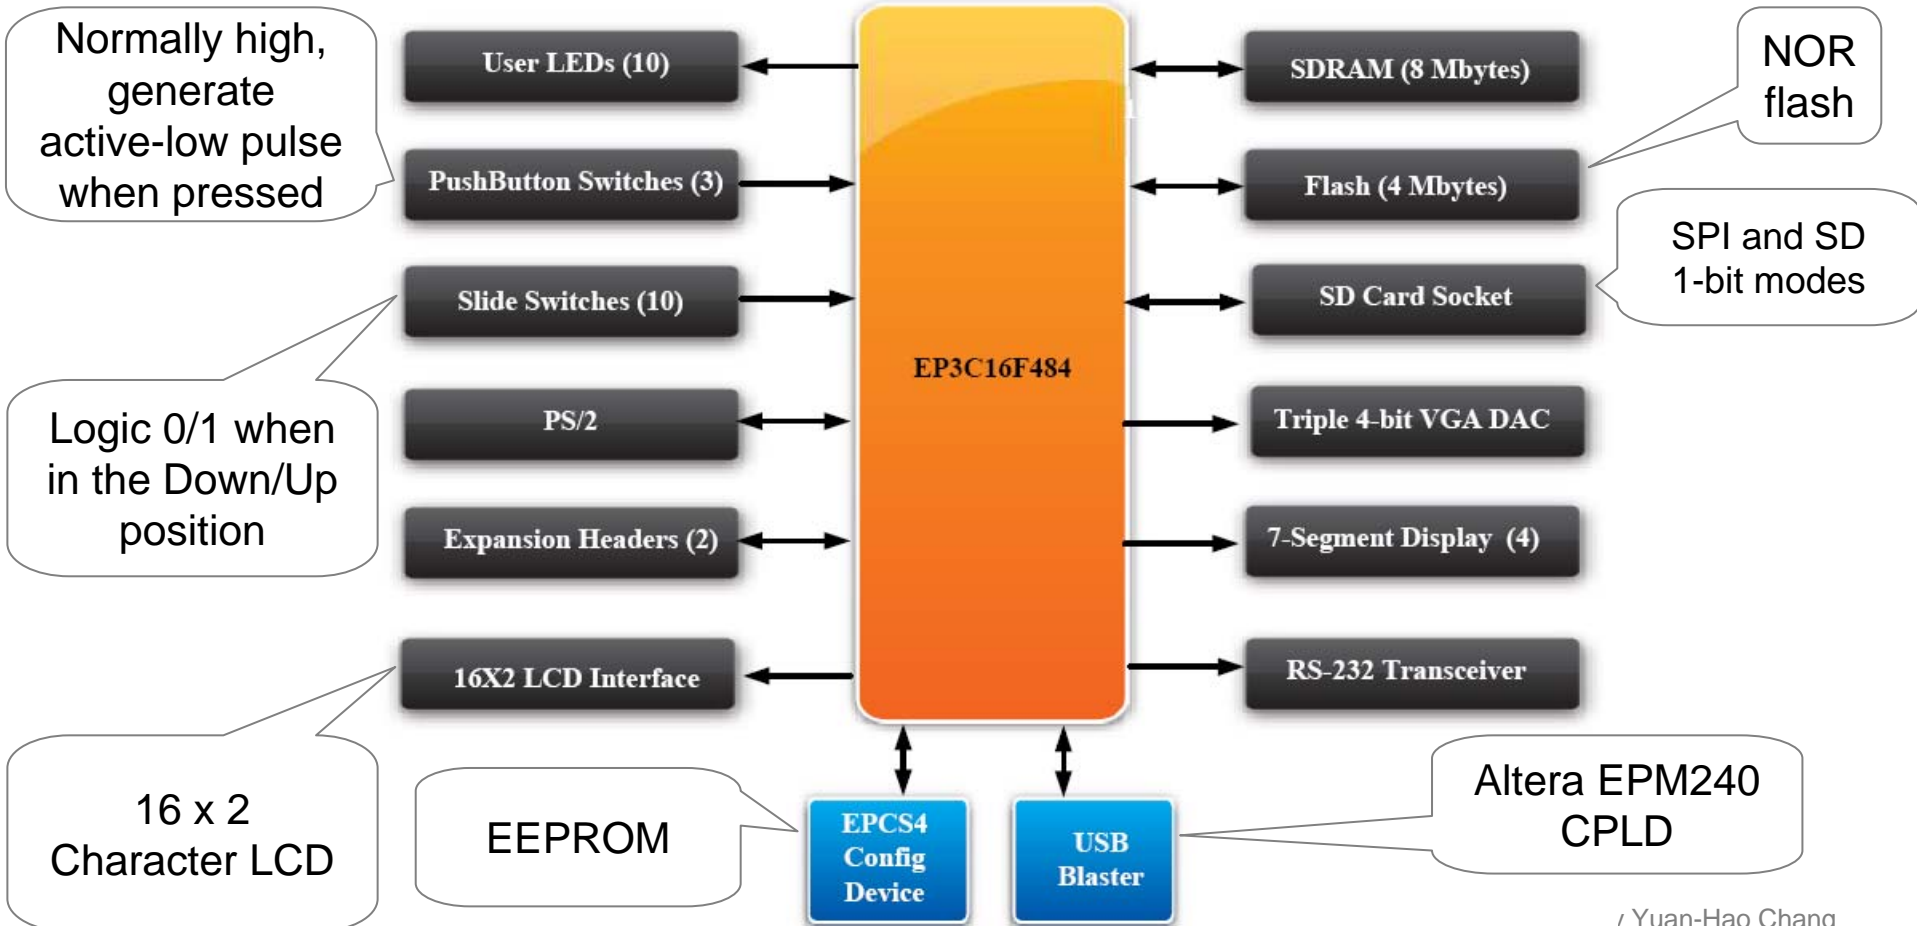 Normally high,
generate
active-low pulse
when pressed
Logic 0/1 when
in the Down/Up
position
16 x 2
Character LCD
User LEDs (10)
PushButton Switches (3)
Slide Switches (10)
PS/2
Expansion Headers (2)
16X2 LCD Interface
EEPROM
EP3C16F484
1
EPCS4
Config
Device
USB
Blaster
SDRAM (8 Mbytes)
Flash (4 Mbytes)
SD Card Socket
Triple 4-bit VGA DAC
7-Segment Display (4)
RS-232 Transceiver
NOR
flash
SPI and SD
1-bit modes
Altera EPM240
CPLD
Yuan-Hao Chang